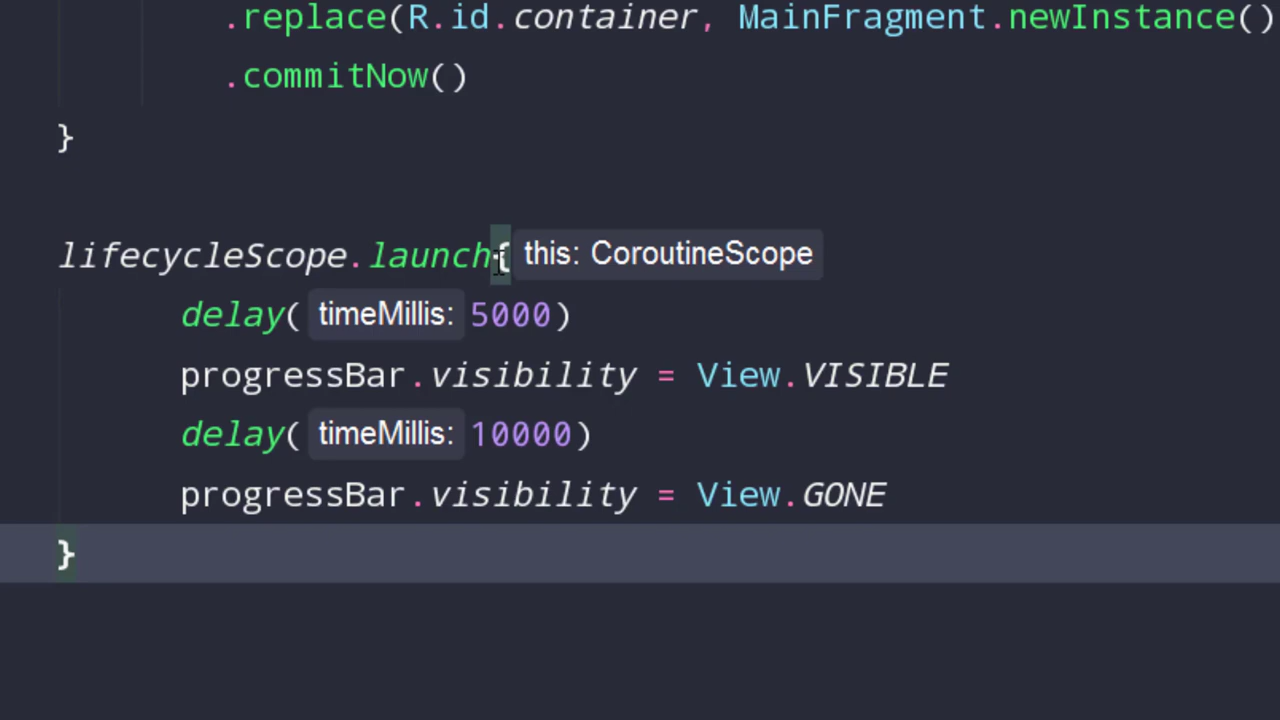 .replace(R.id.container, MainFragment.newInstance()
.commitNow()
}
lifecycleScope.launch{ this: CoroutineScope
delay( timeMillis: 5000)
progressBar.visibility = View.VISIBLE
delay( timeMillis: 10000)
progressBar.visibility = View.GONE
}